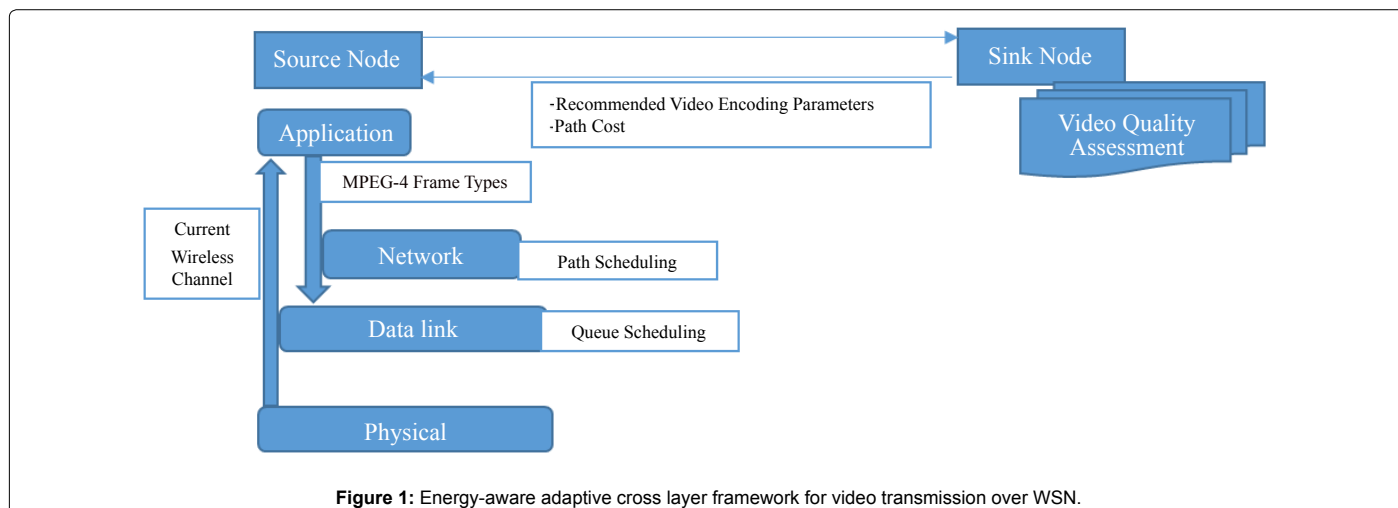 Source Node
Sink Node
-Recommended Video Encoding Parameters
-Path Cost
Video Quality
Assessment
Application
MPEG-4 Frame Types
Current
Wireless
Channel
Network
Path Scheduling
Data link
Queue Scheduling
Physical
Figure 1: Energy-aware adaptive cross layer framework for video transmission over WSN.